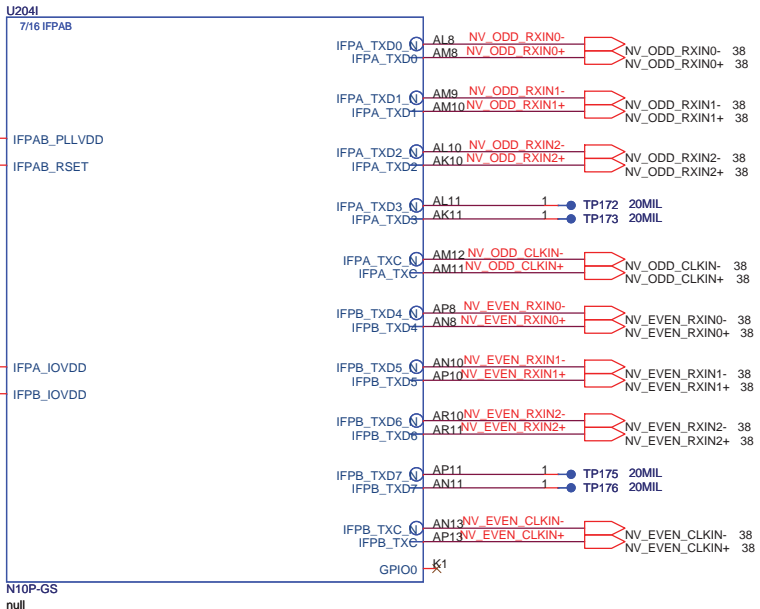 U204I
7/16 IFPAB
IFPA_TXD0_N AL8 NV_ODD_RXIN0-
IFPA_TXD0 AM8 NV_ODD_RXIN0+
NV_ODD_RXIN0- 38
NV_ODD_RXIN0+ 38
IFPA_TXD1_N AM9 NV_ODD_RXIN1-
IFPA_TXD1 AM10 NV_ODD_RXIN1+
NV_ODD_RXIN1- 38
NV_ODD_RXIN1+ 38
IFPAB_PLLVDD
IFPA_TXD2_N AL10 NV_ODD_RXIN2-
IFPA_TXD2 AK10 NV_ODD_RXIN2+
IFPAB_RSET
NV_ODD_RXIN2- 38
NV_ODD_RXIN2+ 38
IFPA_TXD3_N AL11 1 TP172 20MIL
IFPA_TXD3 AK11 1 TP173 20MIL
IFPA_TXC_N AM12 NV_ODD_CLKIN-
IFPA_TXC AM11 NV_ODD_CLKIN+
NV_ODD_CLKIN- 38
NV_ODD_CLKIN+ 38
IFPB_TXD4_N AP8 NV_EVEN_RXIN0-
IFPB_TXD4 AN8 NV_EVEN_RXIN0+
NV_EVEN_RXIN0- 38
NV_EVEN_RXIN0+ 38
IFPA_IOVDD
IFPB_TXD5_N AN10 NV_EVEN_RXIN1-
IFPB_TXD5 AP10 NV_EVEN_RXIN1+
NV_EVEN_RXIN1- 38
NV_EVEN_RXIN1+ 38
IFPB_IOVDD
IFPB_TXD6_N AR10 NV_EVEN_RXIN2-
IFPB_TXD6 AR11 NV_EVEN_RXIN2+
NV_EVEN_RXIN2- 38
NV_EVEN_RXIN2+ 38
IFPB_TXD7_N AP11 1 TP175 20MIL
IFPB_TXD7 AN11 1 TP176 20MIL
IFPB_TXC_N AN13 NV_EVEN_CLKIN-
IFPB_TXC AP13 NV_EVEN_CLKIN+
NV_EVEN_CLKIN- 38
NV_EVEN_CLKIN+ 38
GPIO0 K1
N10P-GS
null